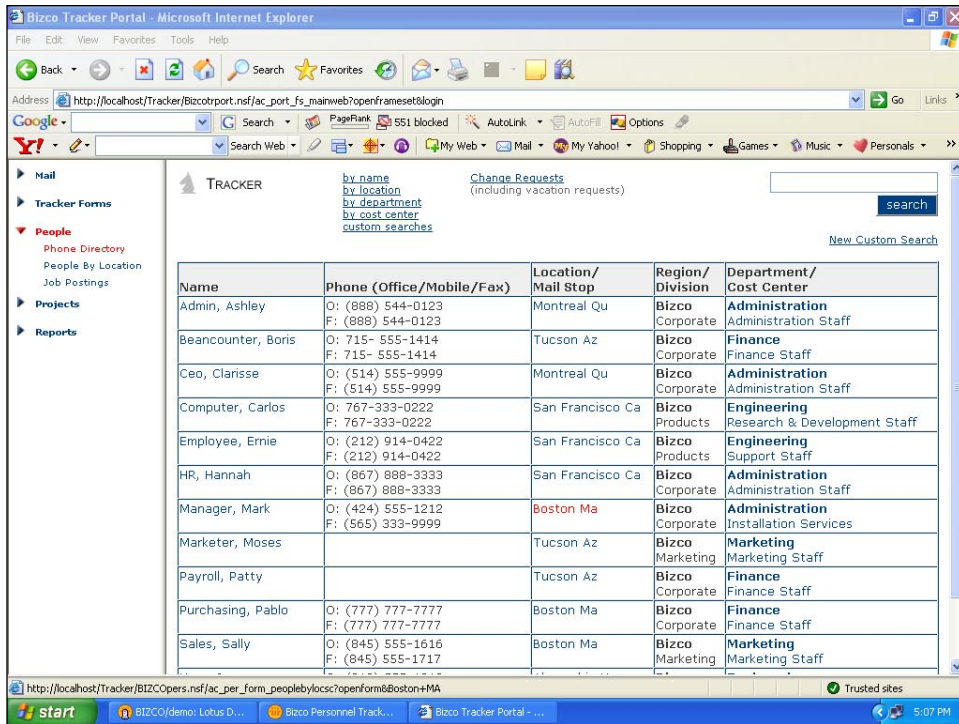 Bizco Tracker Portal - Microsoft Internet Explorer
File Edit View Favorites Tools Help
Back Search Favorites
Address http://localhost/Tracker/Bizcotrport.nsf/ac_port_fs_mainweb?openframeset&login Go Links
Google Search PageRank 551 blocked AutoLink AutoFill Options
Y! Search Web My Web Mail My Yahoo! Shopping Games Music Personals
Mail
Tracker Forms
People
Phone Directory
People By Location
Job Postings
Projects
Reports
TRACKER
by name
by location
by department
by cost center
custom searches
Change Requests
(including vacation requests)
search
New Custom Search
Name Phone (Office/Mobile/Fax) Location/ Mail Stop Region/ Division Department/ Cost Center
Admin, Ashley O: (888) 544-0123 Montreal Qu Bizco Administration
F: (888) 544-0123 Corporate Administration Staff
Beancounter, Boris O: 715- 555-1414 Tucson Az Bizco Finance
F: 715- 555-1414 Corporate Finance Staff
Ceo, Clarisse O: (514) 555-9999 Montreal Qu Bizco Administration
F: (514) 555-9999 Corporate Administration Staff
Computer, Carlos O: 767-333-0222 San Francisco Ca Bizco Engineering
F: 767-333-0222 Products Research & Development Staff
Employee, Ernie O: (212) 914-0422 San Francisco Ca Bizco Engineering
F: (212) 914-0422 Products Support Staff
HR, Hannah O: (867) 888-3333 San Francisco Ca Bizco Administration
F: (867) 888-3333 Corporate Administration Staff
Manager, Mark O: (424) 555-1212 Boston Ma Bizco Administration
F: (565) 333-9999 Corporate Installation Services
Marketer, Moses Tucson Az Bizco Marketing
Marketing Marketing Staff
Payroll, Patty Tucson Az Bizco Finance
Corporate Finance Staff
Purchasing, Pablo O: (777) 777-7777 Boston Ma Bizco Finance
F: (777) 777-7777 Corporate Finance Staff
Sales, Sally O: (845) 555-1616 Boston Ma Bizco Marketing
F: (845) 555-1717 Marketing Marketing Staff
http://localhost/Tracker/BIZCOpers.nsf/ac_per_form_peoplebylocsc?openform&Boston+MA Trusted sites
start BIZCO/demo: Lotus D... Bizco Personnel Track... Bizco Tracker Portal - ... 5:07 PM